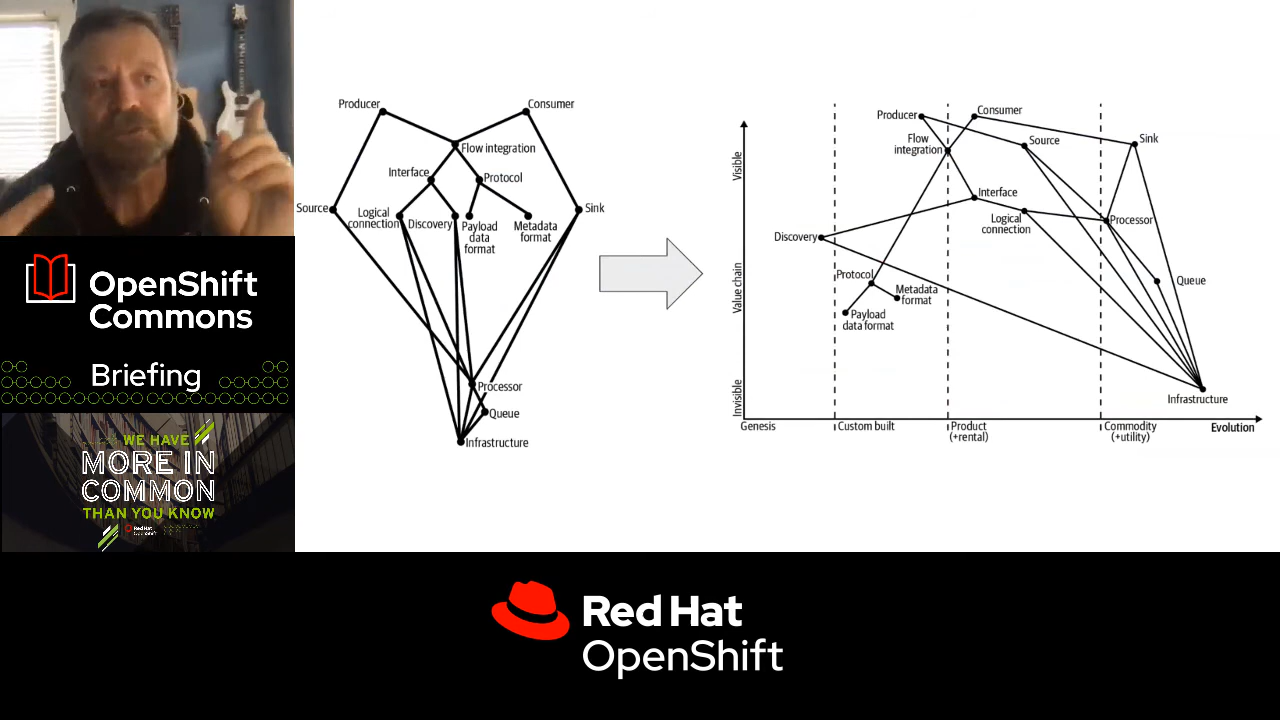 OpenShift
Commons
Briefing
WE HAVE
MORE IN
COMMON
THAN YOU KNOW
Red Hat
OpenShift
Producer
Consumer
Flow integration
Interface
Protocol
Source
Logical
connection
Discovery
Payload
data
format
Metadata
format
Sink
Processor
Queue
Infrastructure
Visible
Value chain
Invisible
Producer
Consumer
Flow
integration
Source
Sink
Interface
Logical
connection
Processor
Discovery
Protocol
Metadata
format
Payload
data format
Queue
Infrastructure
Genesis
Custom built
Product
(+rental)
Commodity
(+utility)
Evolution
Red Hat
OpenShift